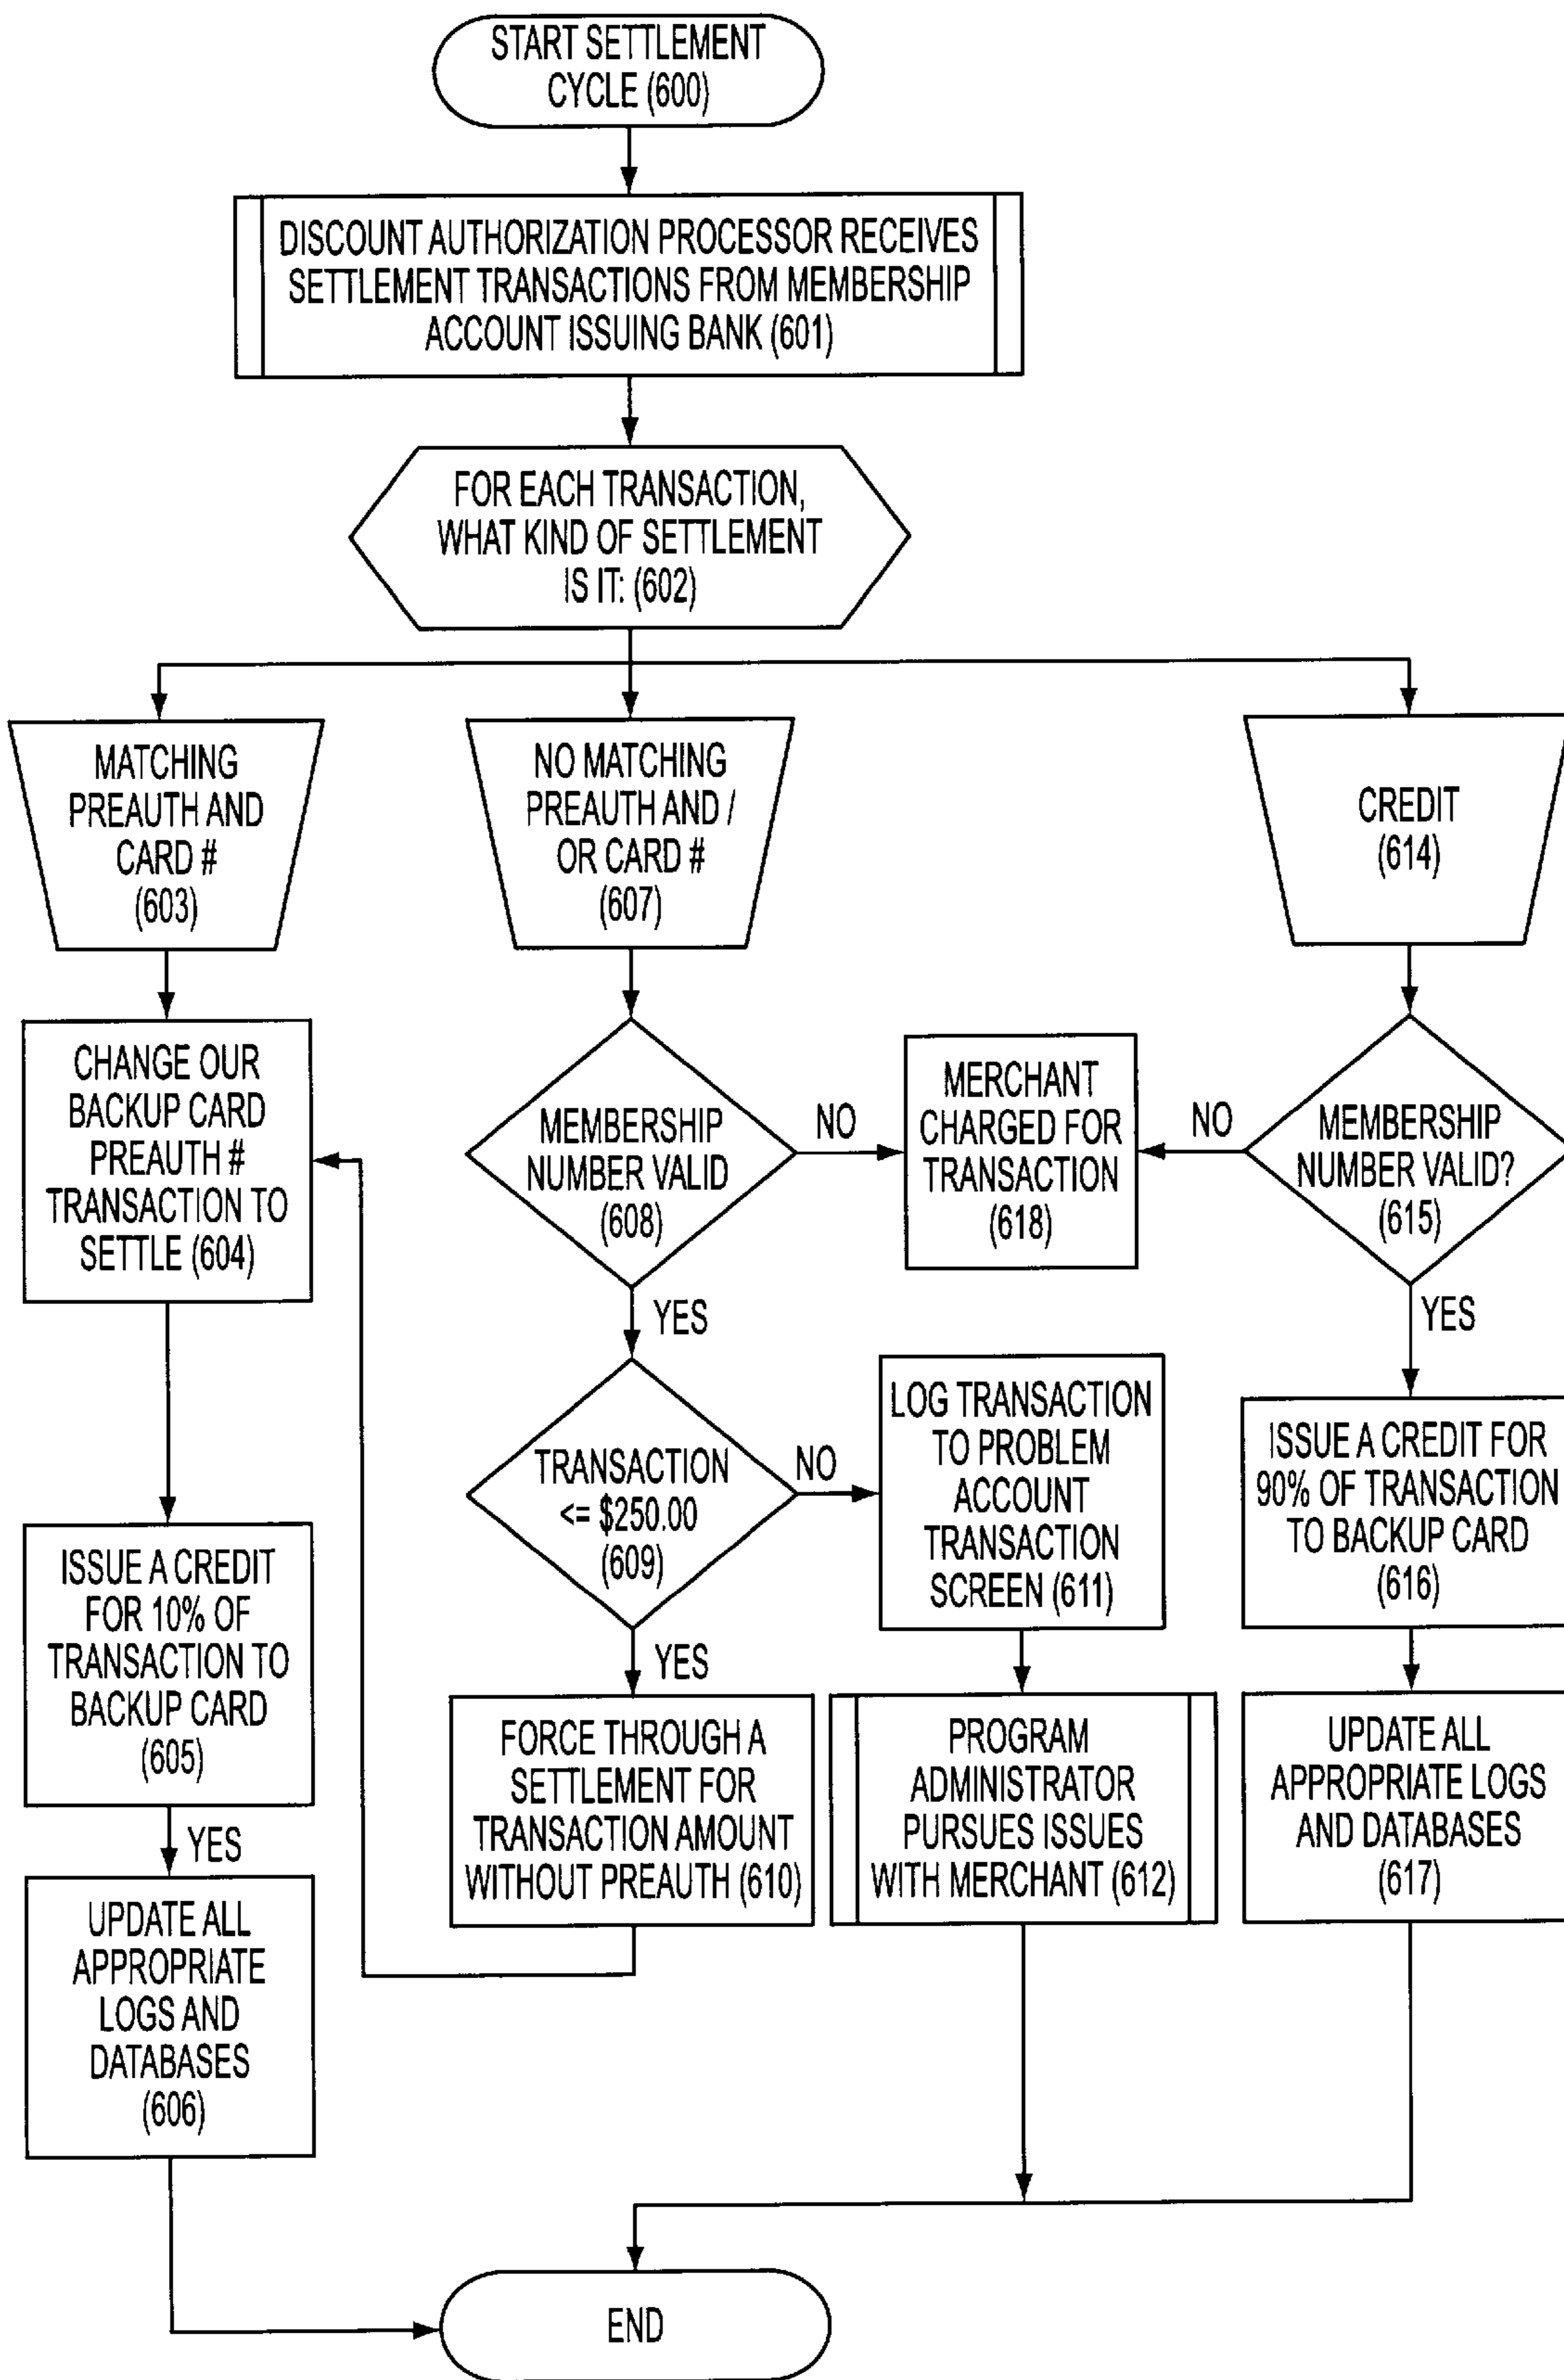 START SETTLEMENT
CYCLE (600)
DISCOUNT AUTHORIZATION PROCESSOR RECEIVES
SETTLEMENT TRANSACTIONS FROM MEMBERSHIP
ACCOUNT ISSUING BANK (601)
FOR EACH TRANSACTION,
WHAT KIND OF SETTLEMENT
IS IT: (602)
MATCHING
PREAUTH AND
CARD #
(603)
NO MATCHING
PREAUTH AND /
OR CARD #
(607)
CREDIT
(614)
CHANGE OUR
BACKUP CARD
PREAUTH #
TRANSACTION TO
SETTLE (604)
MEMBERSHIP
NUMBER VALID
(608)
NO
MERCHANT
CHARGED FOR
TRANSACTION
(618)
NO
MEMBERSHIP
NUMBER VALID?
(615)
YES
YES
TRANSACTION
<= $250.00
(609)
NO
LOG TRANSACTION
TO PROBLEM
ACCOUNT
TRANSACTION
SCREEN (611)
ISSUE A CREDIT FOR
90% OF TRANSACTION
TO BACKUP CARD
(616)
ISSUE A CREDIT
FOR 10% OF
TRANSACTION TO
BACKUP CARD
(605)
YES
YES
FORCE THROUGH A
SETTLEMENT FOR
TRANSACTION AMOUNT
WITHOUT PREAUTH (610)
PROGRAM
ADMINISTRATOR
PURSUES ISSUES
WITH MERCHANT (612)
UPDATE ALL
APPROPRIATE LOGS
AND DATABASES
(617)
UPDATE ALL
APPROPRIATE
LOGS AND
DATABASES
(606)
END